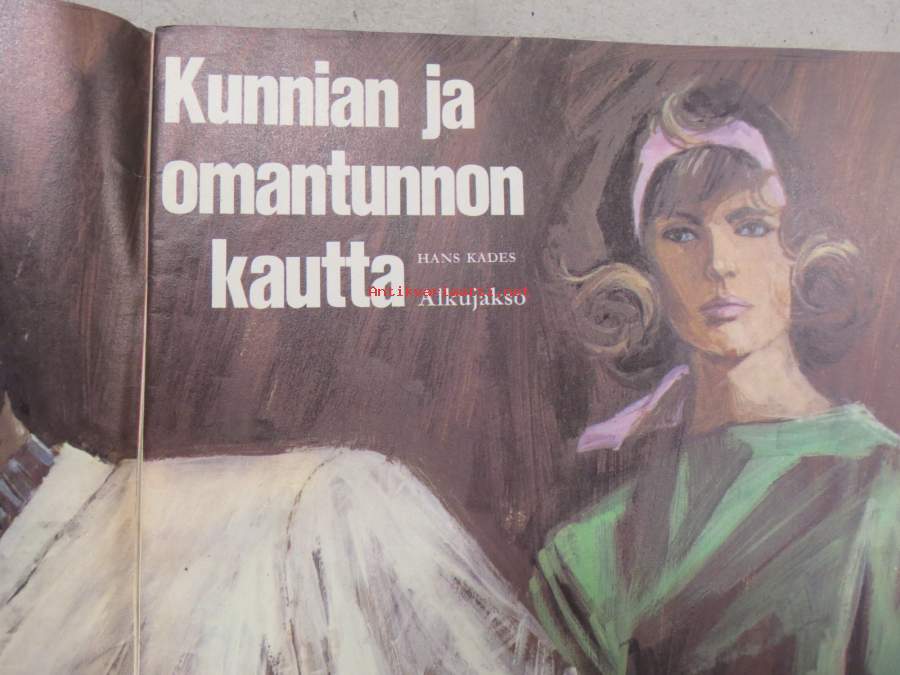 Kunnian ja
omantunnon
kautta
HANS KADES
Antikvariaatti.net
Alkujakso